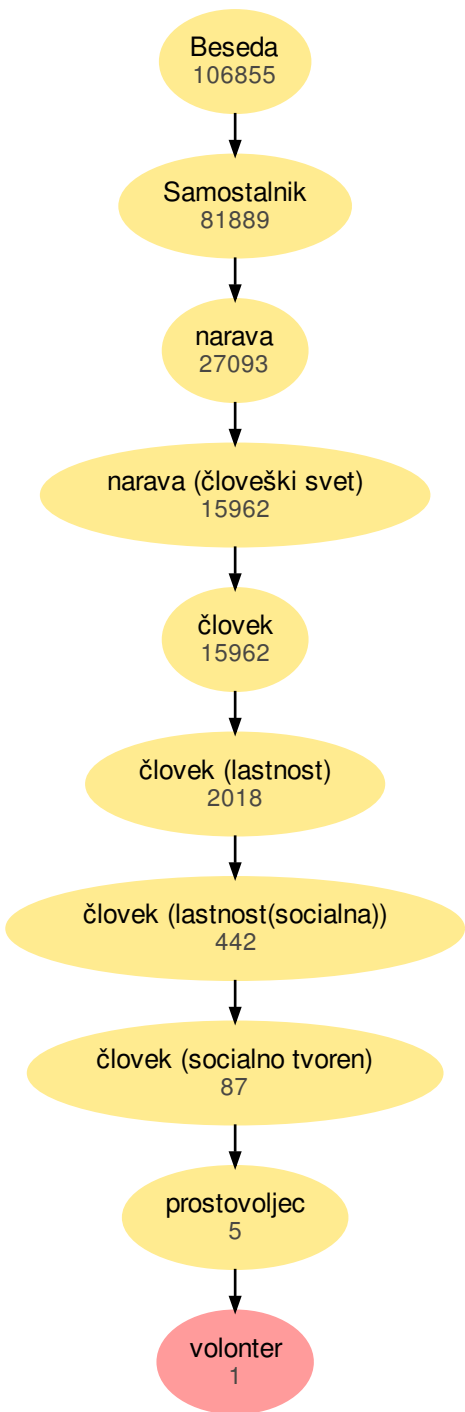 Beseda
106855
Samostalnik
81889
narava
27093
narava (človeški svet)
15962
človek
15962
človek (lastnost)
2018
človek (lastnost(socialna))
442
človek (socialno tvoren)
87
prostovoljec
5
volonter
1